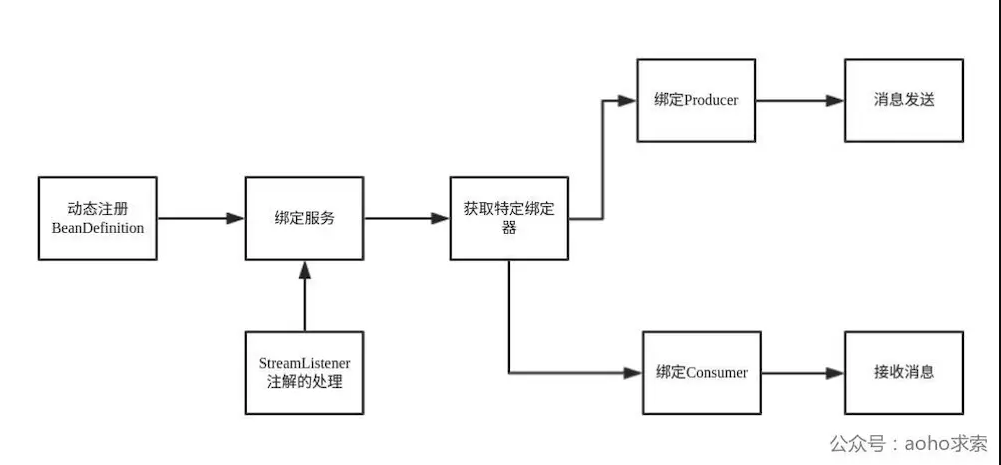 绑定Producer
消息发送
动态注册
BeanDefinition
绑定服务
获取特定绑定
器
StreamListener
注解的处理
绑定Consumer
接收消息
公众号：aoho求索